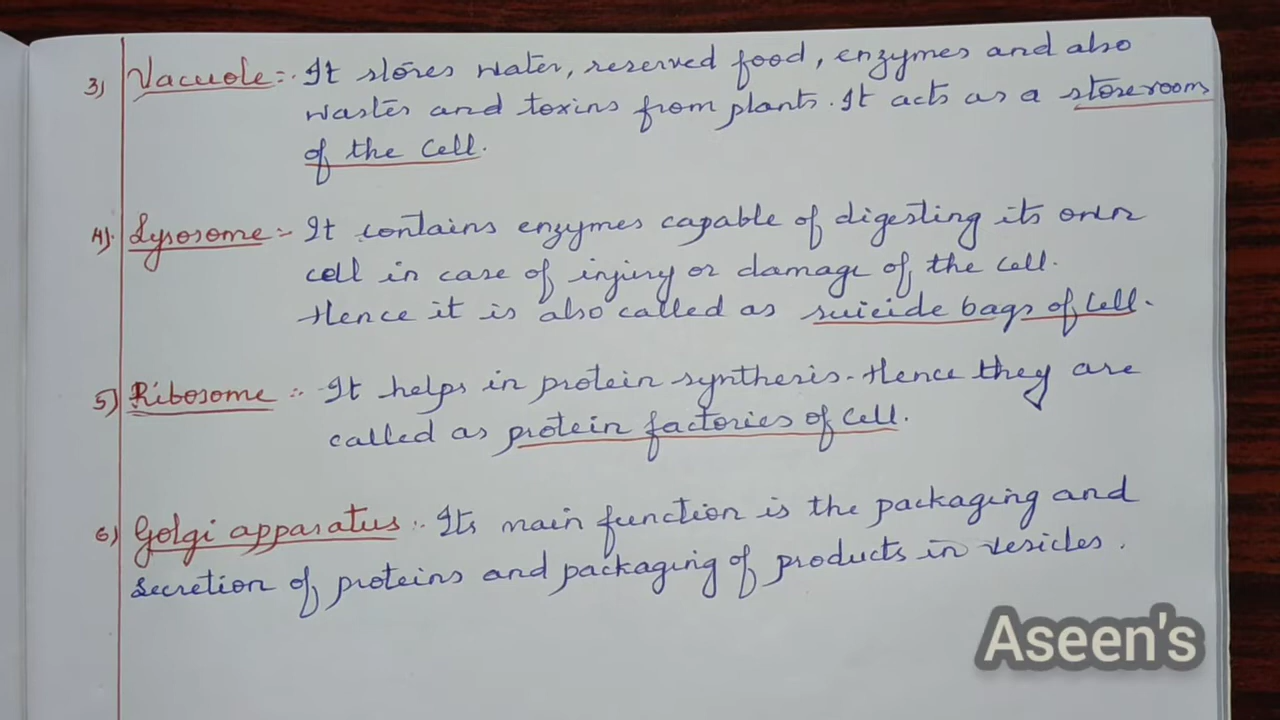 3) Vacuole:- It stores water, reserved food, enzymes and also
wastes and toxins from plants. It acts as a storeroom
of the cell.
4) Lysosome:- It contains enzymes capable of digesting its own
cell in case of injury or damage of the cell.
Hence it is also called as suicide bags of cell.
5) Ribosome:- It helps in protein synthesis. Hence they are
called as protein factories of cell.
6) Golgi apparatus:- Its main function is the packaging and
secretion of proteins and packaging of products in vesicles.
Aseen's